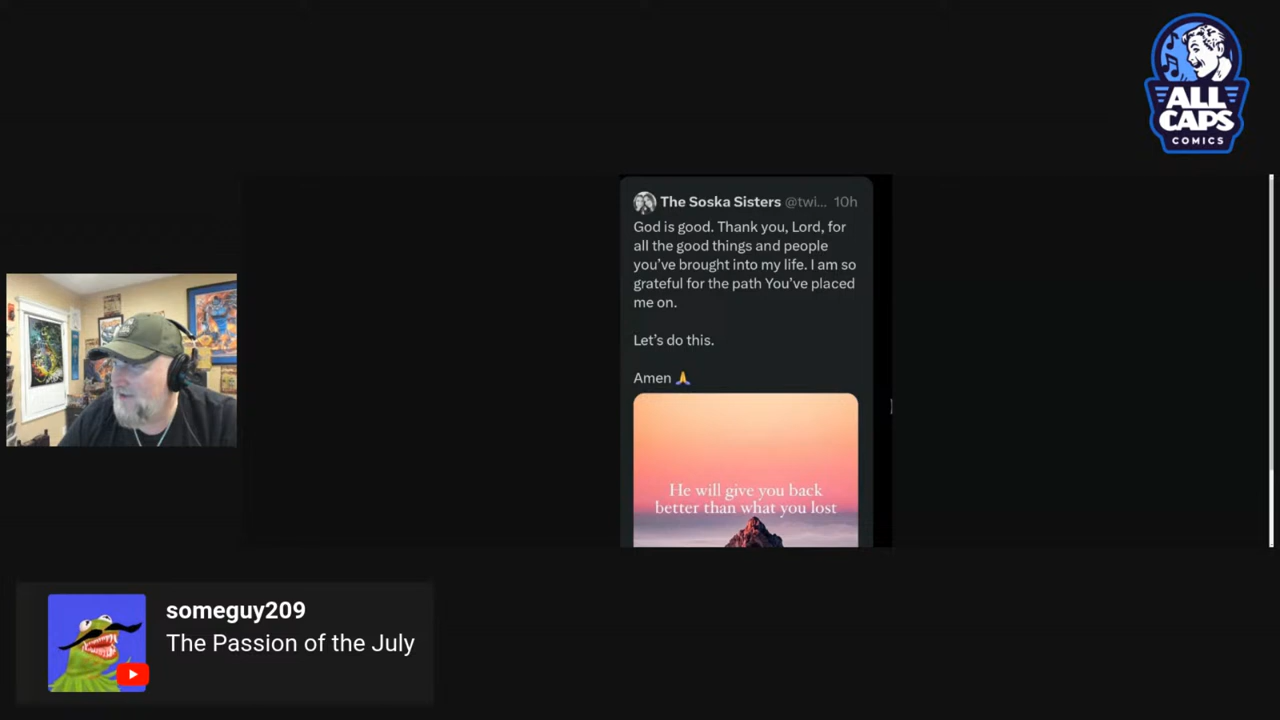 ALL
CAPS
COMICS
The Soska Sisters @twi... 10h
God is good. Thank you, Lord, for
all the good things and people
you've brought into my life. I am so
grateful for the path You've placed
me on.
Let's do this.
Amen 🙏
He will give you back
better than what you lost
someguy209
The Passion of the July